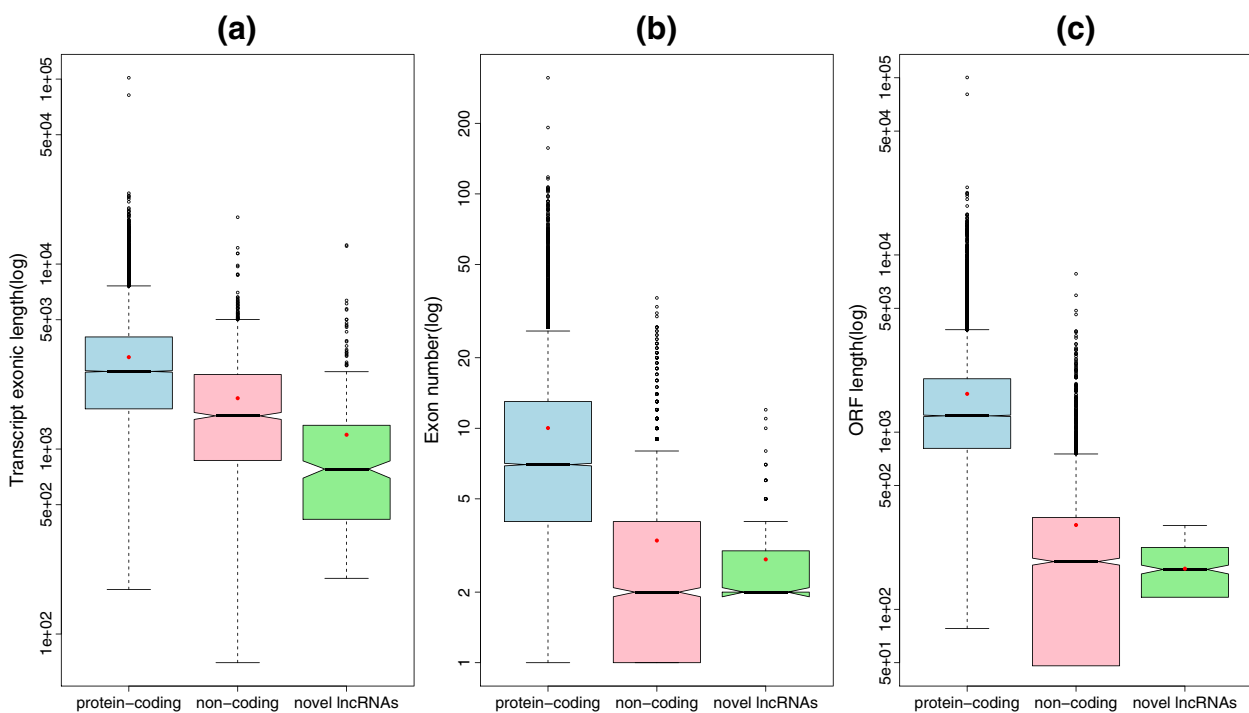 (a)
(b)
(c)
Transcript exonic length(log)
1e+05
5e+04
1e+04
5e+03
1e+03
5e+02
1e+02
protein−coding
non−coding
novel lncRNAs
Exon number(log)
200
100
50
20
10
5
2
1
protein−coding
non−coding
novel lncRNAs
ORF length(log)
1e+05
5e+04
1e+04
5e+03
1e+03
5e+02
1e+02
5e+01
protein−coding
non−coding
novel lncRNAs